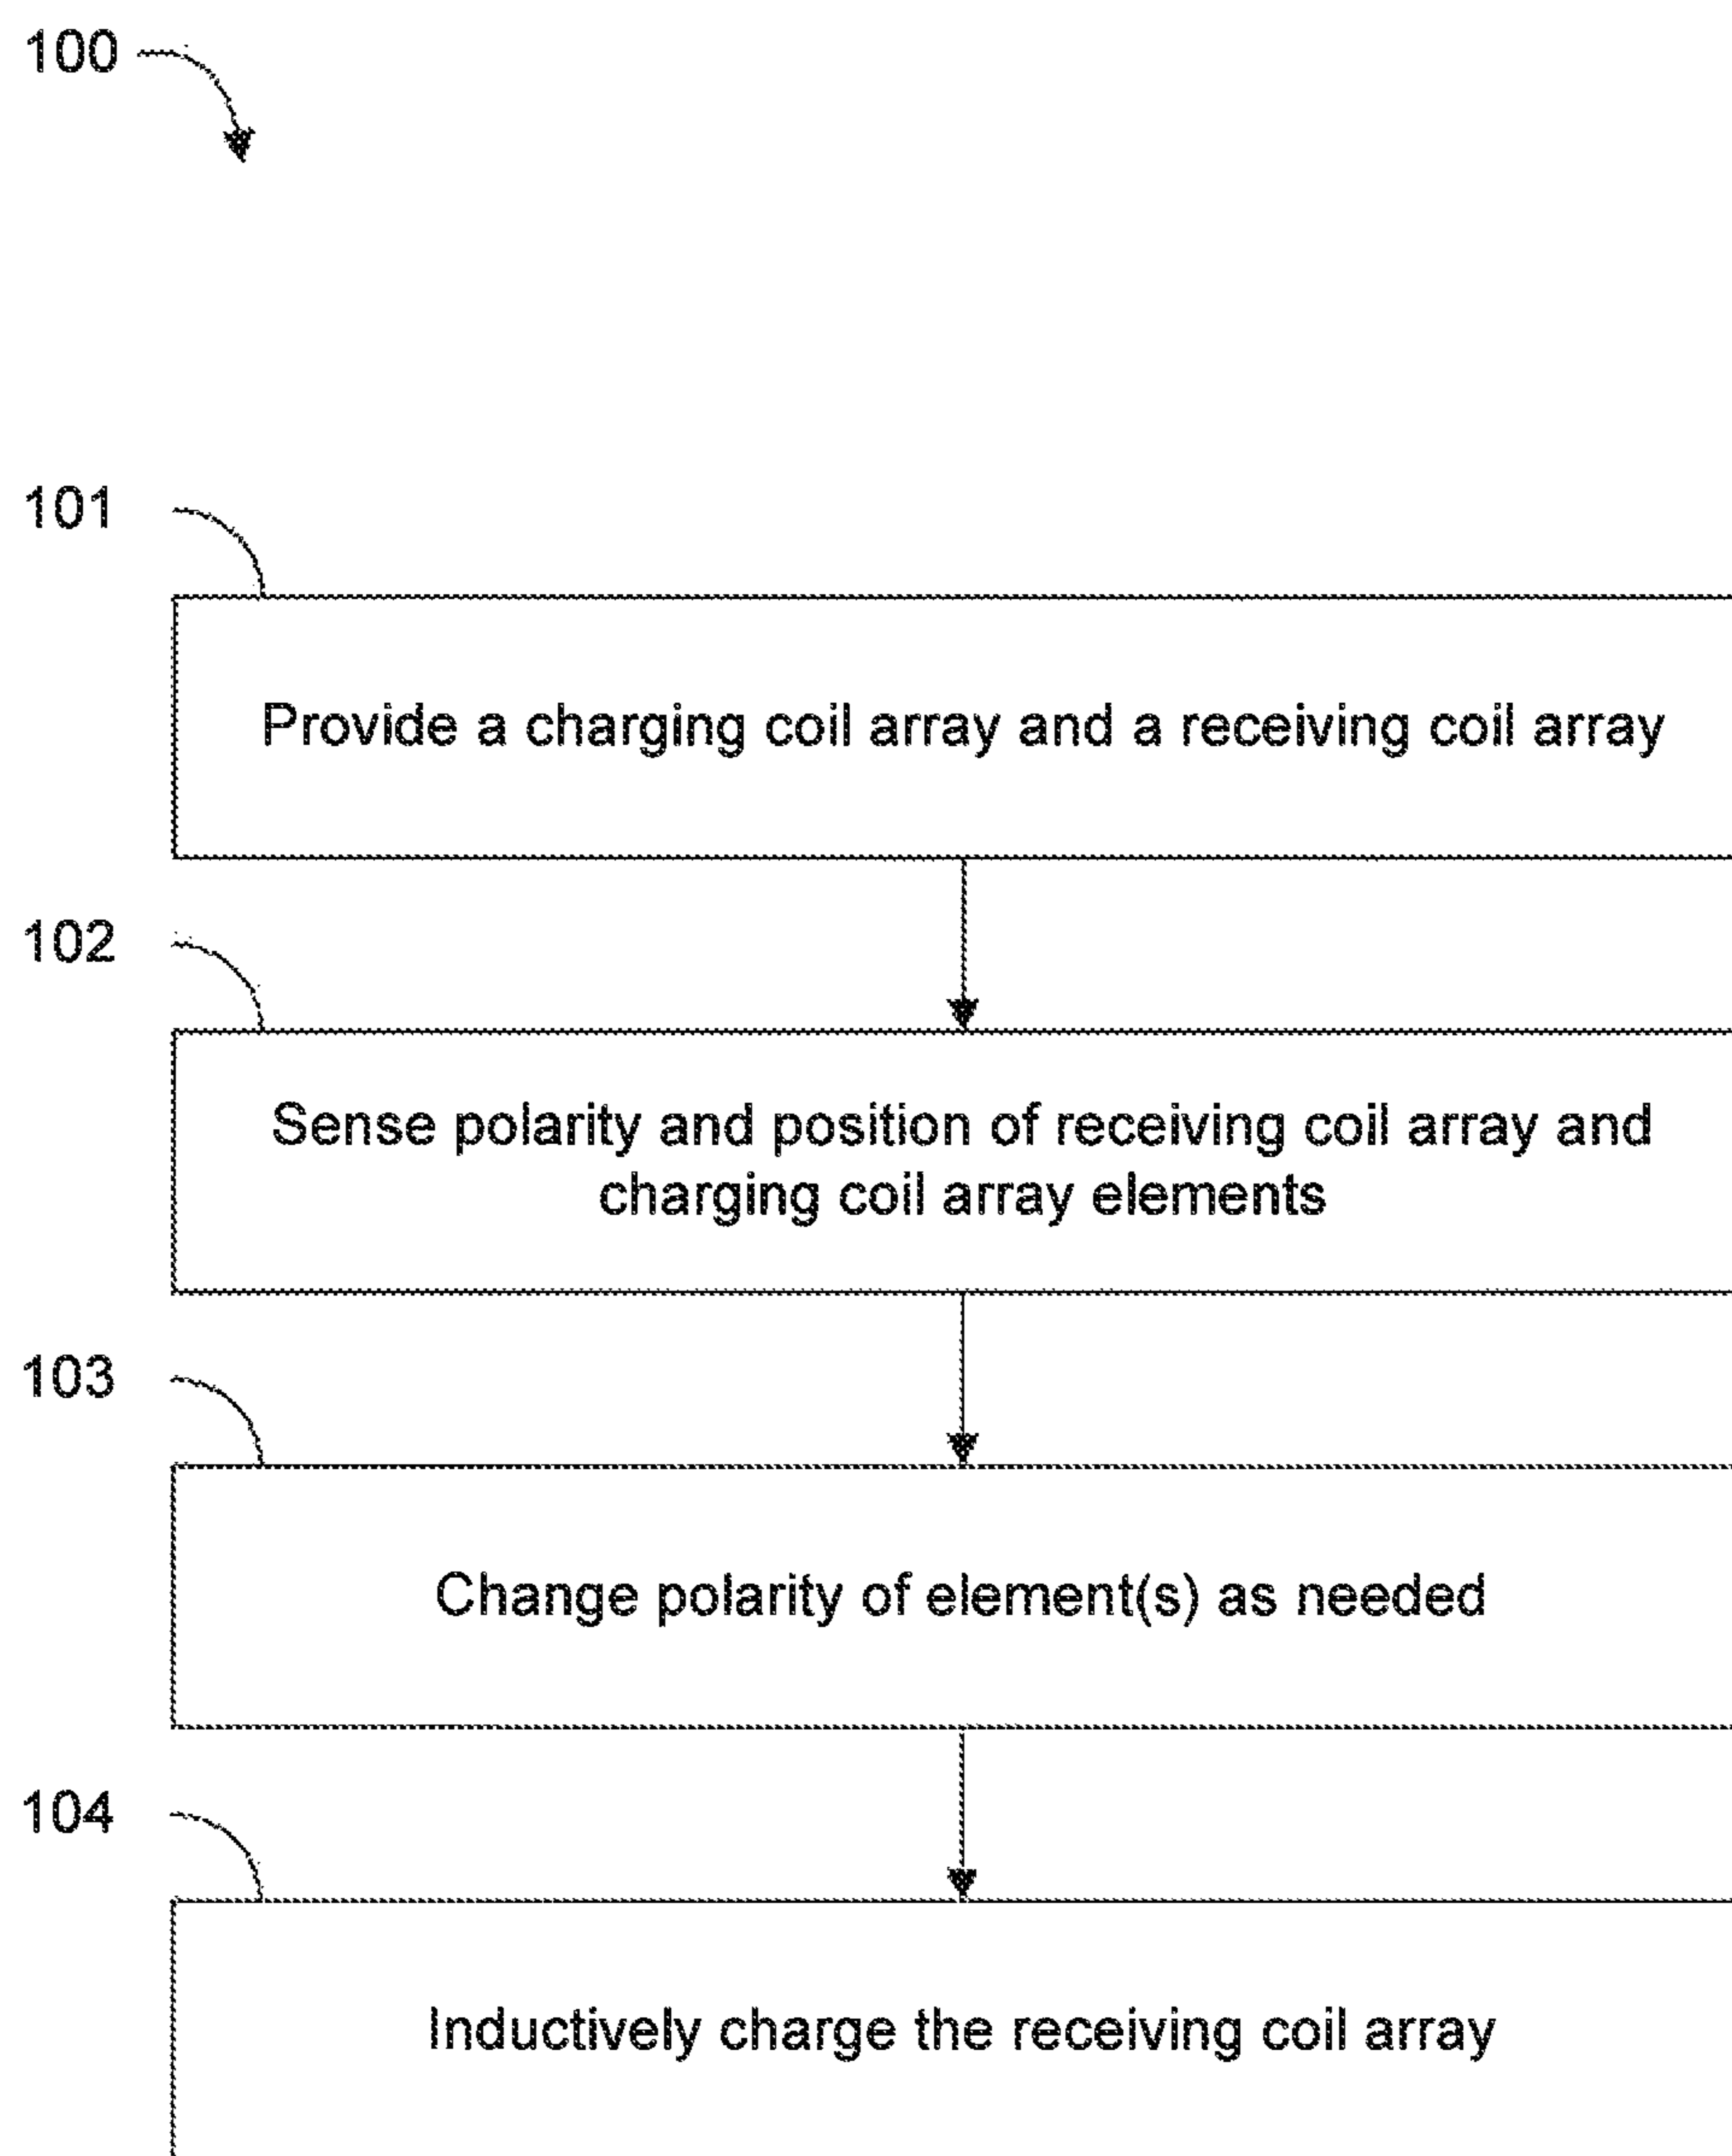 100
101
Provide a charging coil array and a receiving coil array
102
Sense polarity and position of receiving coil array and
charging coil array elements
103
Change polarity of element(s) as needed
104
Inductively charge the receiving coil array